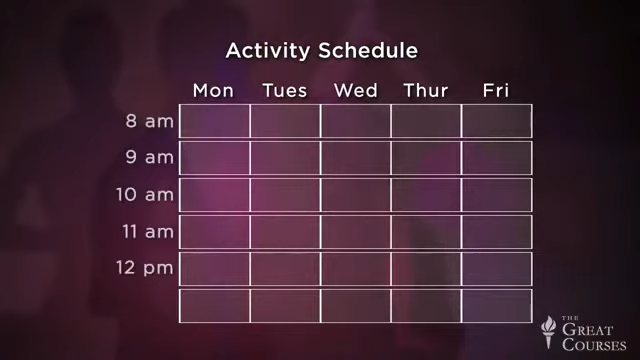 Activity Schedule
Mon Tues Wed Thur Fri
8 am
9 am
10 am
11 am
12 pm
THE
GREAT
COURSES